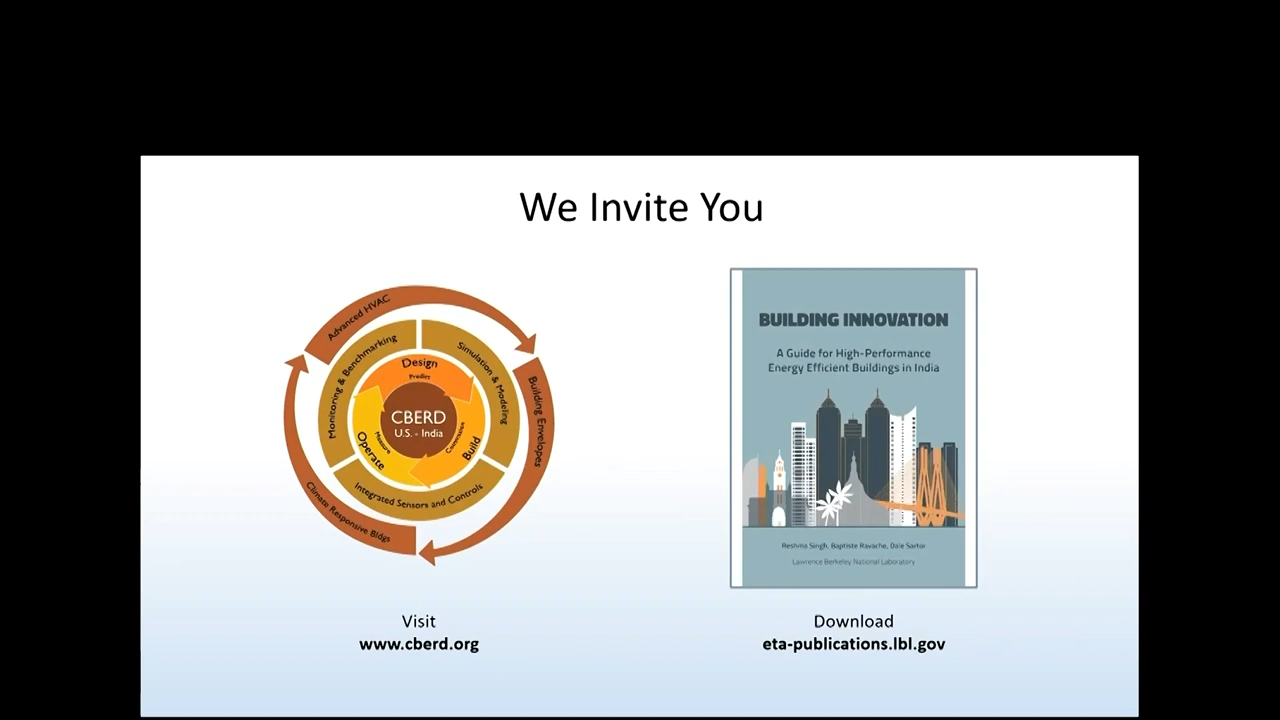 We Invite You
Advanced HVAC
Building Envelopes
Climate Responsive Bldgs
Monitoring & Benchmarking
Simulation & Modeling
Integrated Sensors and Controls
Design
Predict
Build
Commission
Operate
Measure
CBERD
U.S. - India
Visit
www.cberd.org
BUILDING INNOVATION
A Guide for High-Performance
Energy Efficient Buildings in India
Reshma Singh, Baptiste Ravache, Dale Sartor
Lawrence Berkeley National Laboratory
Download
eta-publications.lbl.gov